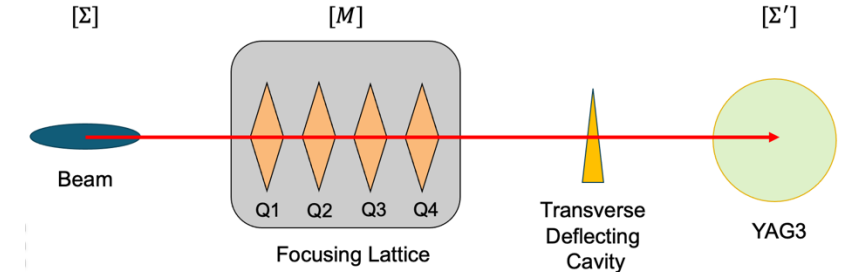 [Σ]
[M]
[Σ′]
Beam
Q1
Q2
Q3
Q4
Focusing Lattice
Transverse
Deflecting
Cavity
YAG3